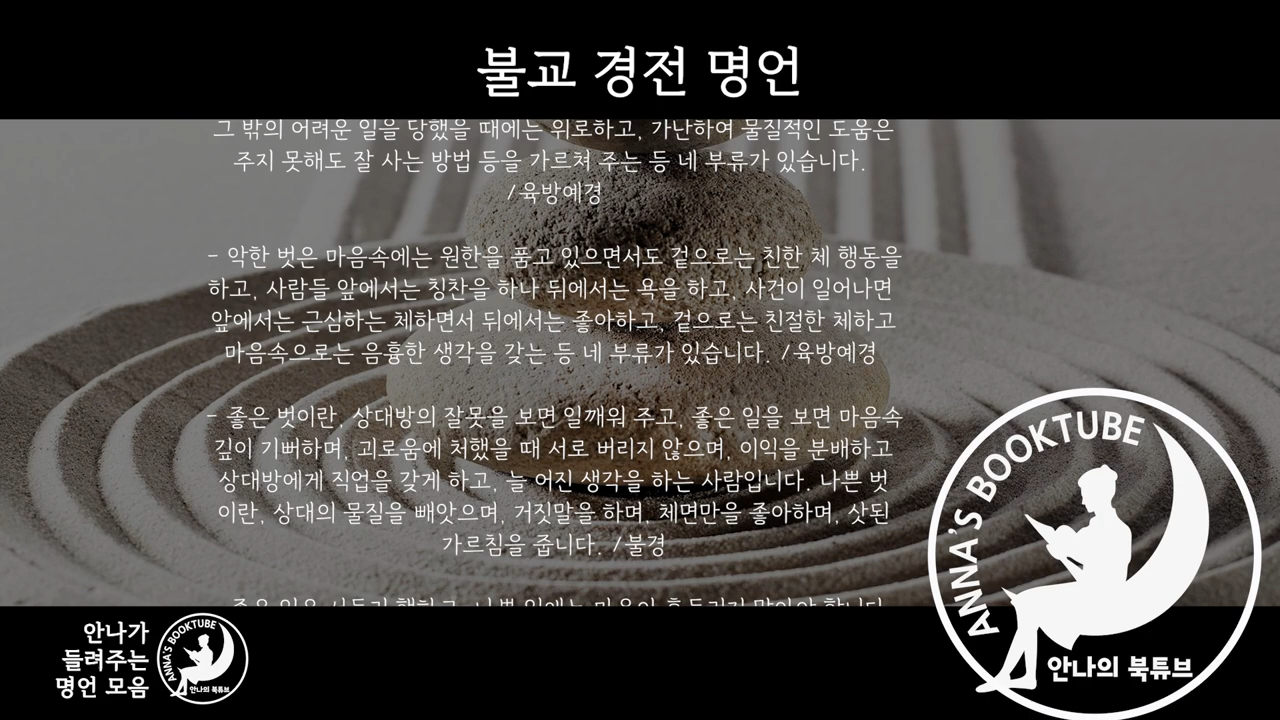 불교 경전 명언
그 밖의 어려운 일을 당했을 때에는 위로하고, 가난하여 물질적인 도움은
주지 못해도 잘 사는 방법 등을 가르쳐 주는 등 네 부류가 있습니다.
/육방예경
- 악한 벗은 마음속에는 원한을 품고 있으면서도 겉으로는 친한 체 행동을
하고, 사람들 앞에서는 칭찬을 하나 뒤에서는 욕을 하고, 사건이 일어나면
앞에서는 근심하는 체하면서 뒤에서는 좋아하고, 겉으로는 친절한 체하고
마음속으로는 음흉한 생각을 갖는 등 네 부류가 있습니다. /육방예경
- 좋은 벗이란, 상대방의 잘못을 보면 일깨워 주고, 좋은 일을 보면 마음속
깊이 기뻐하며, 괴로움에 처했을 때 서로 버리지 않으며, 이익을 분배하고
상대방에게 직업을 갖게 하고, 늘 어진 생각을 하는 사람입니다. 나쁜 벗
이란, 상대의 물질을 빼앗으며, 거짓말을 하며, 체면만을 좋아하며, 삿된
가르침을 줍니다. /불경
안나가
들려주는
명언 모음
ANNA'S BOOKTUBE
안나의 북튜브
ANNA'S BOOKTUBE
안나의 북튜브